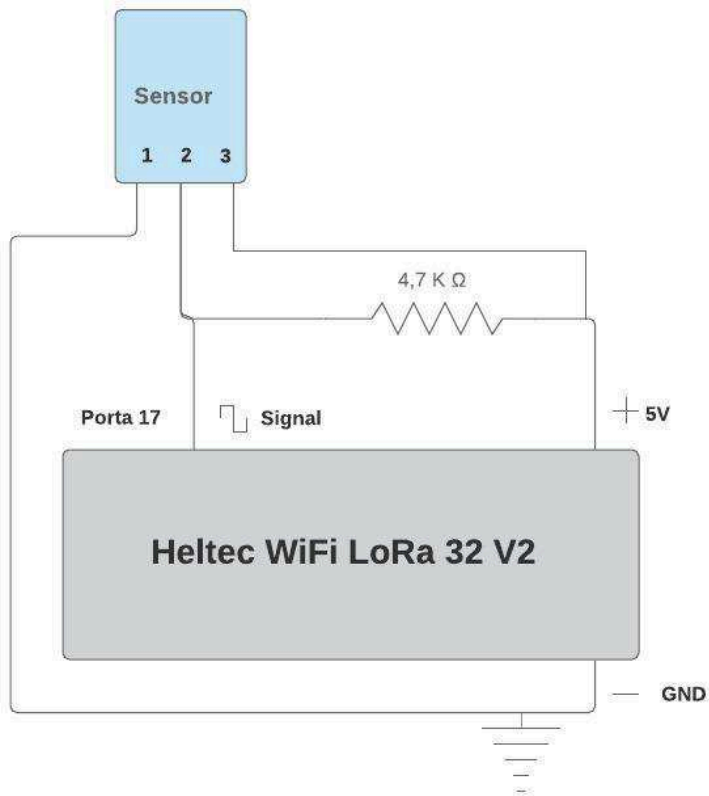 Sensor
1 2 3
4,7 K Ω
Porta 17
Signal
5V
Heltec WiFi LoRa 32 V2
GND